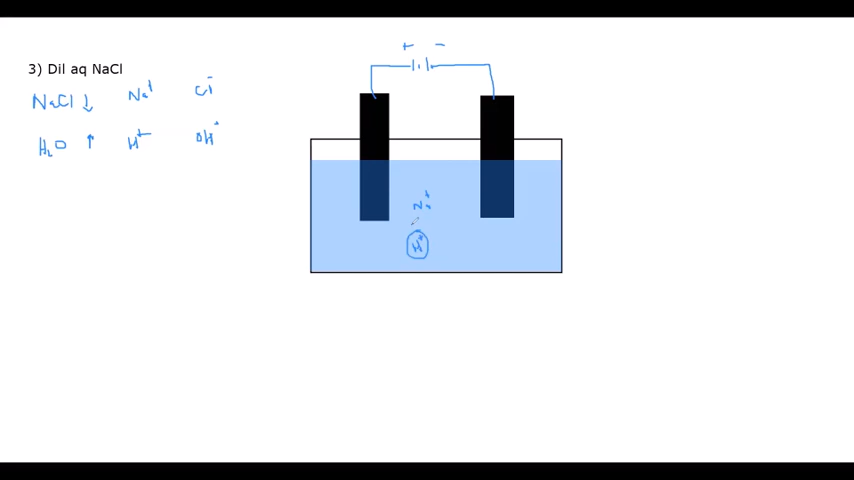 3) Dil aq NaCl
NaCl ↓ Na⁺ Cl⁻
H₂O ↑ H⁺ OH⁻
+ −
Na⁺
H⁺